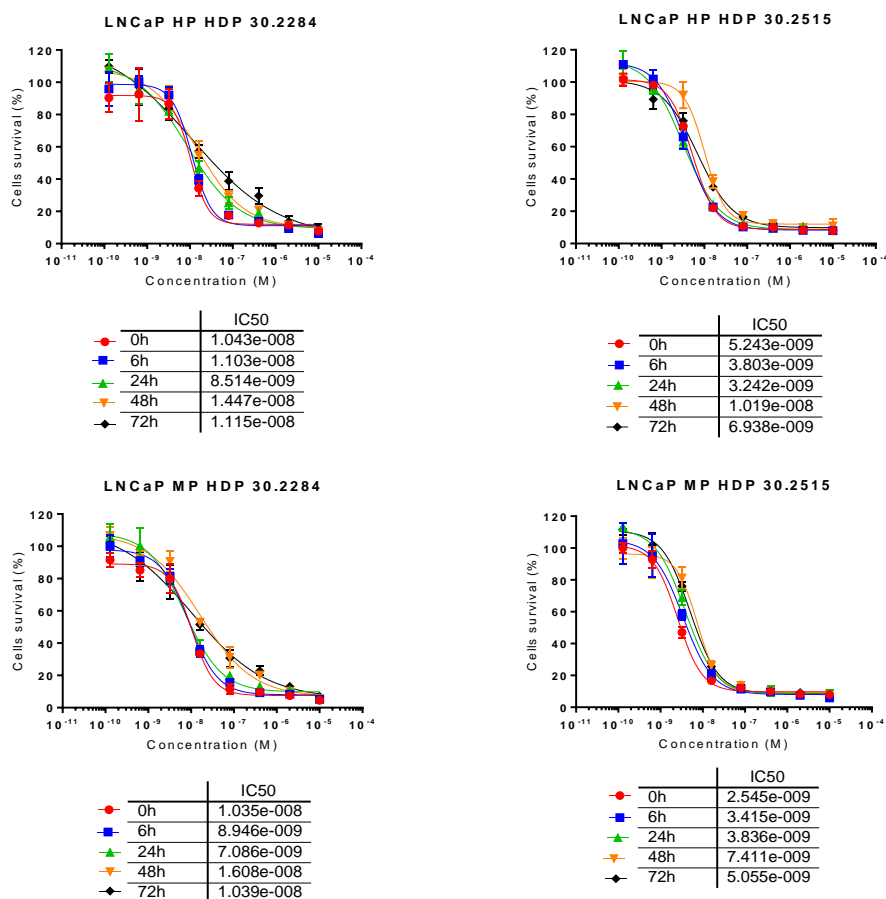 LNCaP HP HDP 30.2284
Cells survival (%)
120
100
80
60
40
20
0
10-11 10-10 10-9 10-8 10-7 10-6 10-5 10-4
Concentration (M)
IC50
0h 1.043e-008
6h 1.103e-008
24h 8.514e-009
48h 1.447e-008
72h 1.115e-008
LNCaP HP HDP 30.2515
Cells survival (%)
120
100
80
60
40
20
0
10-11 10-10 10-9 10-8 10-7 10-6 10-5 10-4
Concentration (M)
IC50
0h 5.243e-009
6h 3.803e-009
24h 3.242e-009
48h 1.019e-008
72h 6.938e-009
LNCaP MP HDP 30.2284
Cells survival (%)
120
100
80
60
40
20
0
10-11 10-10 10-9 10-8 10-7 10-6 10-5 10-4
Concentration (M)
IC50
0h 1.035e-008
6h 8.946e-009
24h 7.086e-009
48h 1.608e-008
72h 1.039e-008
LNCaP MP HDP 30.2515
Cells survival (%)
120
100
80
60
40
20
0
10-11 10-10 10-9 10-8 10-7 10-6 10-5 10-4
Concentration (M)
IC50
0h 2.545e-009
6h 3.415e-009
24h 3.836e-009
48h 7.411e-009
72h 5.055e-009